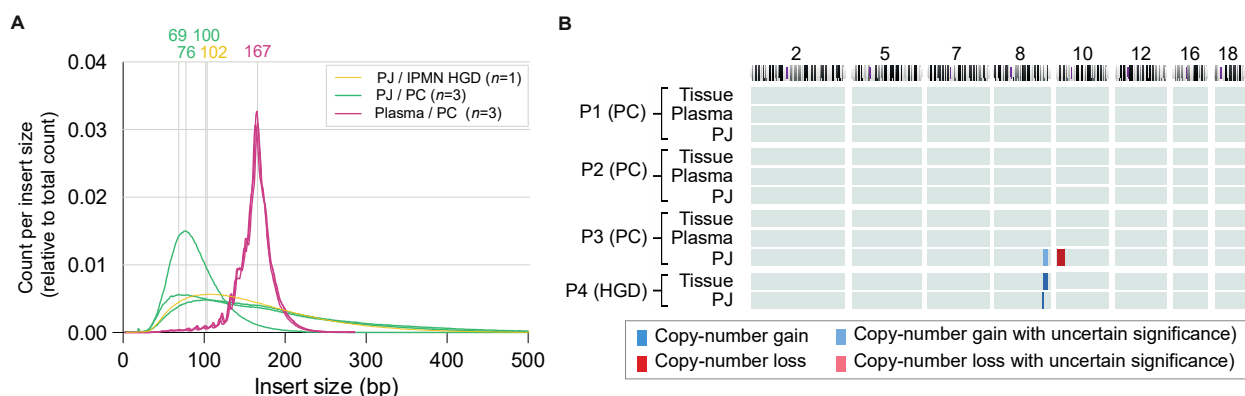 A
69 100
76 102 167
0.04
0.03
0.02
0.01
0.00
Count per insert size
(relative to total count)
PJ / IPMN HGD (n=1)
PJ / PC (n=3)
Plasma / PC (n=3)
0 100 200 300 400 500
Insert size (bp)
B
2 5 7 8 10 12 16 18
P1 (PC)
Tissue
Plasma
PJ
P2 (PC)
Tissue
Plasma
PJ
P3 (PC)
Tissue
Plasma
PJ
P4 (HGD)
Tissue
PJ
Copy-number gain
Copy-number gain with uncertain significance)
Copy-number loss
Copy-number loss with uncertain significance)